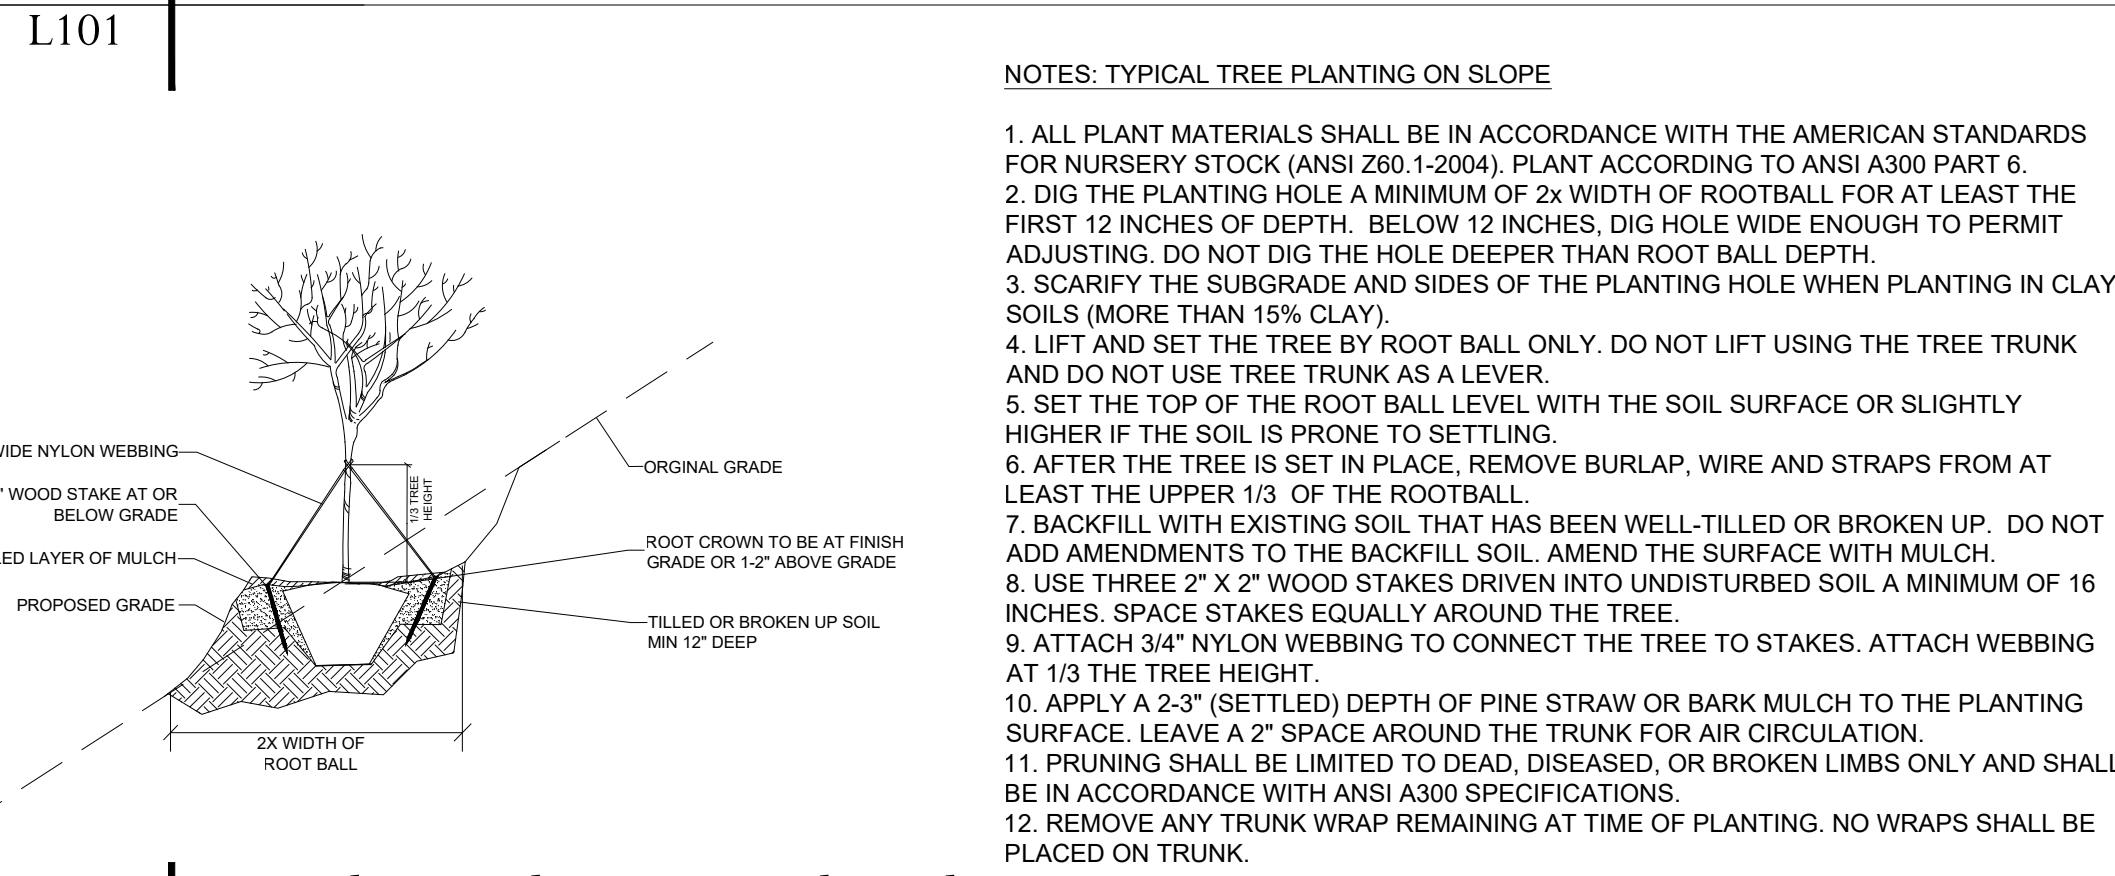 L101
NOTES: TYPICAL TREE PLANTING ON SLOPE
1. ALL PLANT MATERIALS SHALL BE IN ACCORDANCE WITH THE AMERICAN STANDARDS
FOR NURSERY STOCK (ANSI Z60.1-2004). PLANT ACCORDING TO ANSI A300 PART 6.
2. DIG THE PLANTING HOLE A MINIMUM OF 2x WIDTH OF ROOTBALL FOR AT LEAST THE
FIRST 12 INCHES OF DEPTH. BELOW 12 INCHES, DIG HOLE WIDE ENOUGH TO PERMIT
ADJUSTING. DO NOT DIG THE HOLE DEEPER THAN ROOT BALL DEPTH.
3. SCARIFY THE SUBGRADE AND SIDES OF THE PLANTING HOLE WHEN PLANTING IN CLAY
SOILS (MORE THAN 15% CLAY).
4. LIFT AND SET THE TREE BY ROOT BALL ONLY. DO NOT LIFT USING THE TREE TRUNK
AND DO NOT USE TREE TRUNK AS A LEVER.
5. SET THE TOP OF THE ROOT BALL LEVEL WITH THE SOIL SURFACE OR SLIGHTLY
HIGHER IF THE SOIL IS PRONE TO SETTLING.
6. AFTER THE TREE IS SET IN PLACE, REMOVE BURLAP, WIRE AND STRAPS FROM AT
LEAST THE UPPER 1/3 OF THE ROOTBALL.
7. BACKFILL WITH EXISTING SOIL THAT HAS BEEN WELL-TILLED OR BROKEN UP. DO NOT
ADD AMENDMENTS TO THE BACKFILL SOIL. AMEND THE SURFACE WITH MULCH.
8. USE THREE 2" X 2" WOOD STAKES DRIVEN INTO UNDISTURBED SOIL A MINIMUM OF 16
INCHES. SPACE STAKES EQUALLY AROUND THE TREE.
9. ATTACH 3/4" NYLON WEBBING TO CONNECT THE TREE TO STAKES. ATTACH WEBBING
AT 1/3 THE TREE HEIGHT.
10. APPLY A 2-3" (SETTLED) DEPTH OF PINE STRAW OR BARK MULCH TO THE PLANTING
SURFACE. LEAVE A 2" SPACE AROUND THE TRUNK FOR AIR CIRCULATION.
11. PRUNING SHALL BE LIMITED TO DEAD, DISEASED, OR BROKEN LIMBS ONLY AND SHALL
BE IN ACCORDANCE WITH ANSI A300 SPECIFICATIONS.
12. REMOVE ANY TRUNK WRAP REMAINING AT TIME OF PLANTING. NO WRAPS SHALL BE
PLACED ON TRUNK.
WIDE NYLON WEBBING
" WOOD STAKE AT OR
BELOW GRADE
LED LAYER OF MULCH
PROPOSED GRADE
1/3 TREE
HEIGHT
ORGINAL GRADE
ROOT CROWN TO BE AT FINISH
GRADE OR 1-2" ABOVE GRADE
TILLED OR BROKEN UP SOIL
MIN 12" DEEP
2X WIDTH OF
ROOT BALL